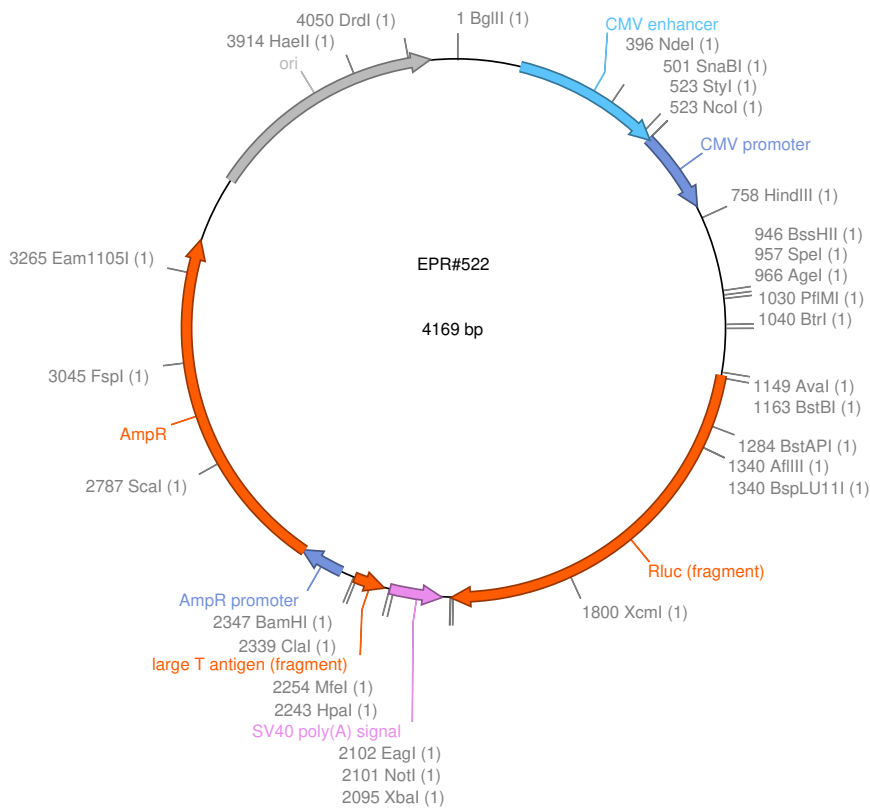 4050 DrdI (1)
3914 HaeII (1)
ori
1 BglII (1)
CMV enhancer
396 NdeI (1)
501 SnaBI (1)
523 StyI (1)
523 NcoI (1)
CMV promoter
758 HindIII (1)
946 BssHII (1)
957 SpeI (1)
966 AgeI (1)
1030 PflMI (1)
1040 BtrI (1)
EPR#522
4169 bp
3265 Eam1105I (1)
3045 FspI (1)
AmpR
2787 ScaI (1)
1149 AvaI (1)
1163 BstBI (1)
1284 BstAPI (1)
1340 AflIII (1)
1340 BspLU11I (1)
Rluc (fragment)
1800 XcmI (1)
AmpR promoter
2347 BamHI (1)
2339 ClaI (1)
large T antigen (fragment)
2254 MfeI (1)
2243 HpaI (1)
SV40 poly(A) signal
2102 EagI (1)
2101 NotI (1)
2095 XbaI (1)